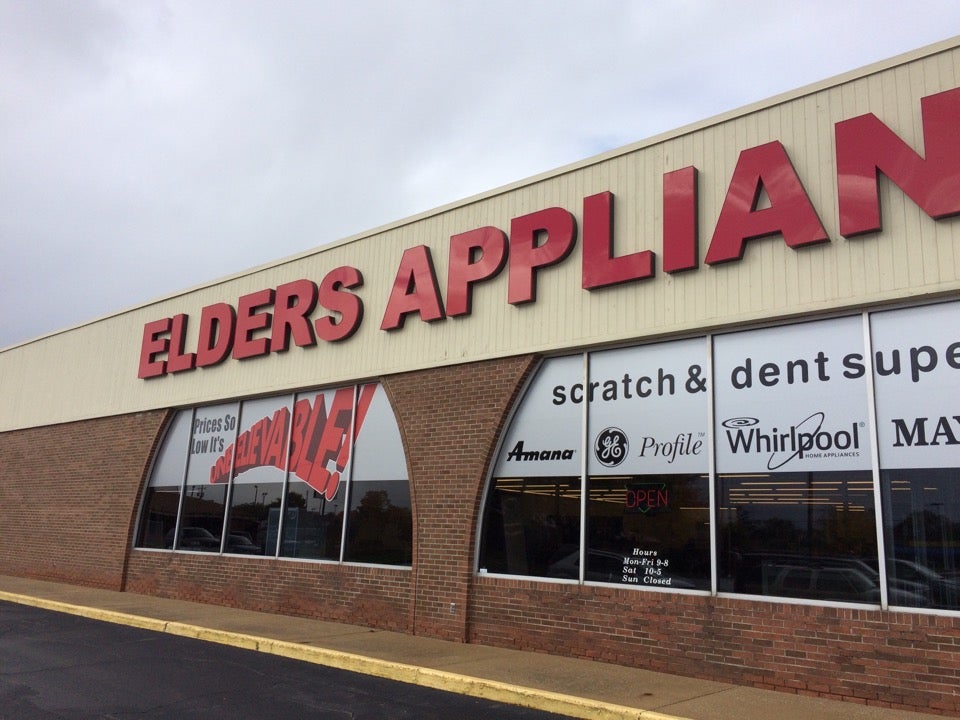 ELDERS APPLIAN
Prices So
Low It's
UNBELIEVABLE!
scratch & dent supe
Amana
GE Profile™
Whirlpool®
HOME APPLIANCES
MAY
OPEN
Hours
Mon-Fri 9-8
Sat 10-5
Sun Closed